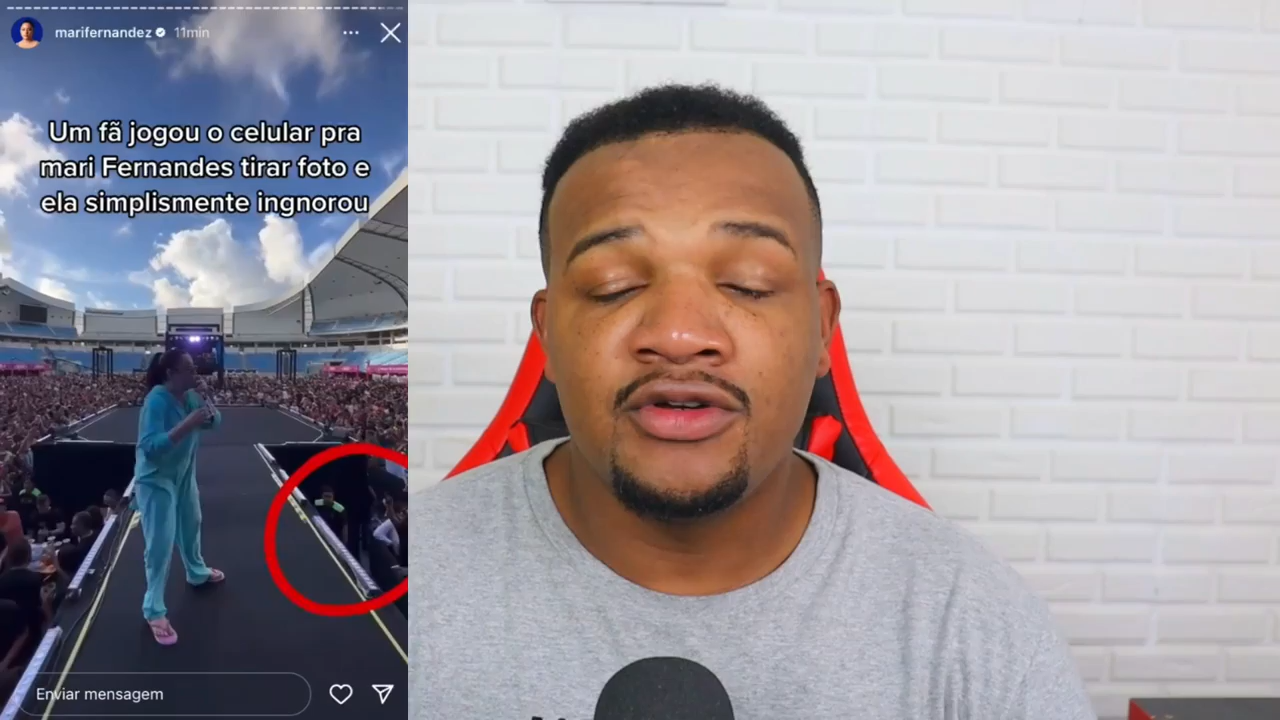 marifernandez 11min
Um fã jogou o celular pra
mari Fernandes tirar foto e
ela simplismente ingnorou
Enviar mensagem